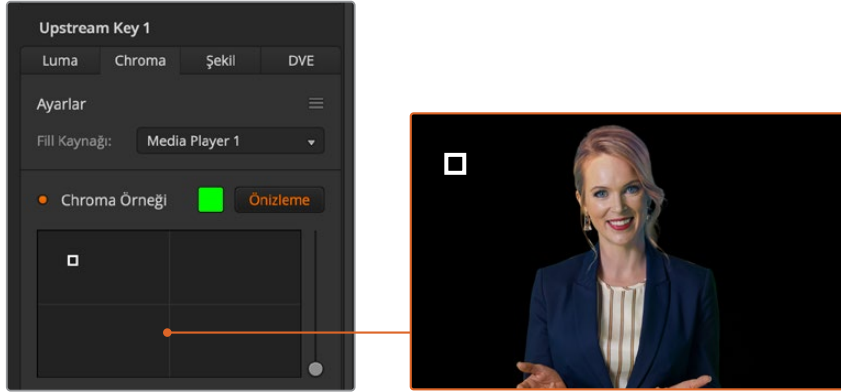 Upstream Key 1
Luma Chroma Şekil DVE
Ayarlar
Fill Kaynağı: Media Player 1
Chroma Örneği Önizleme